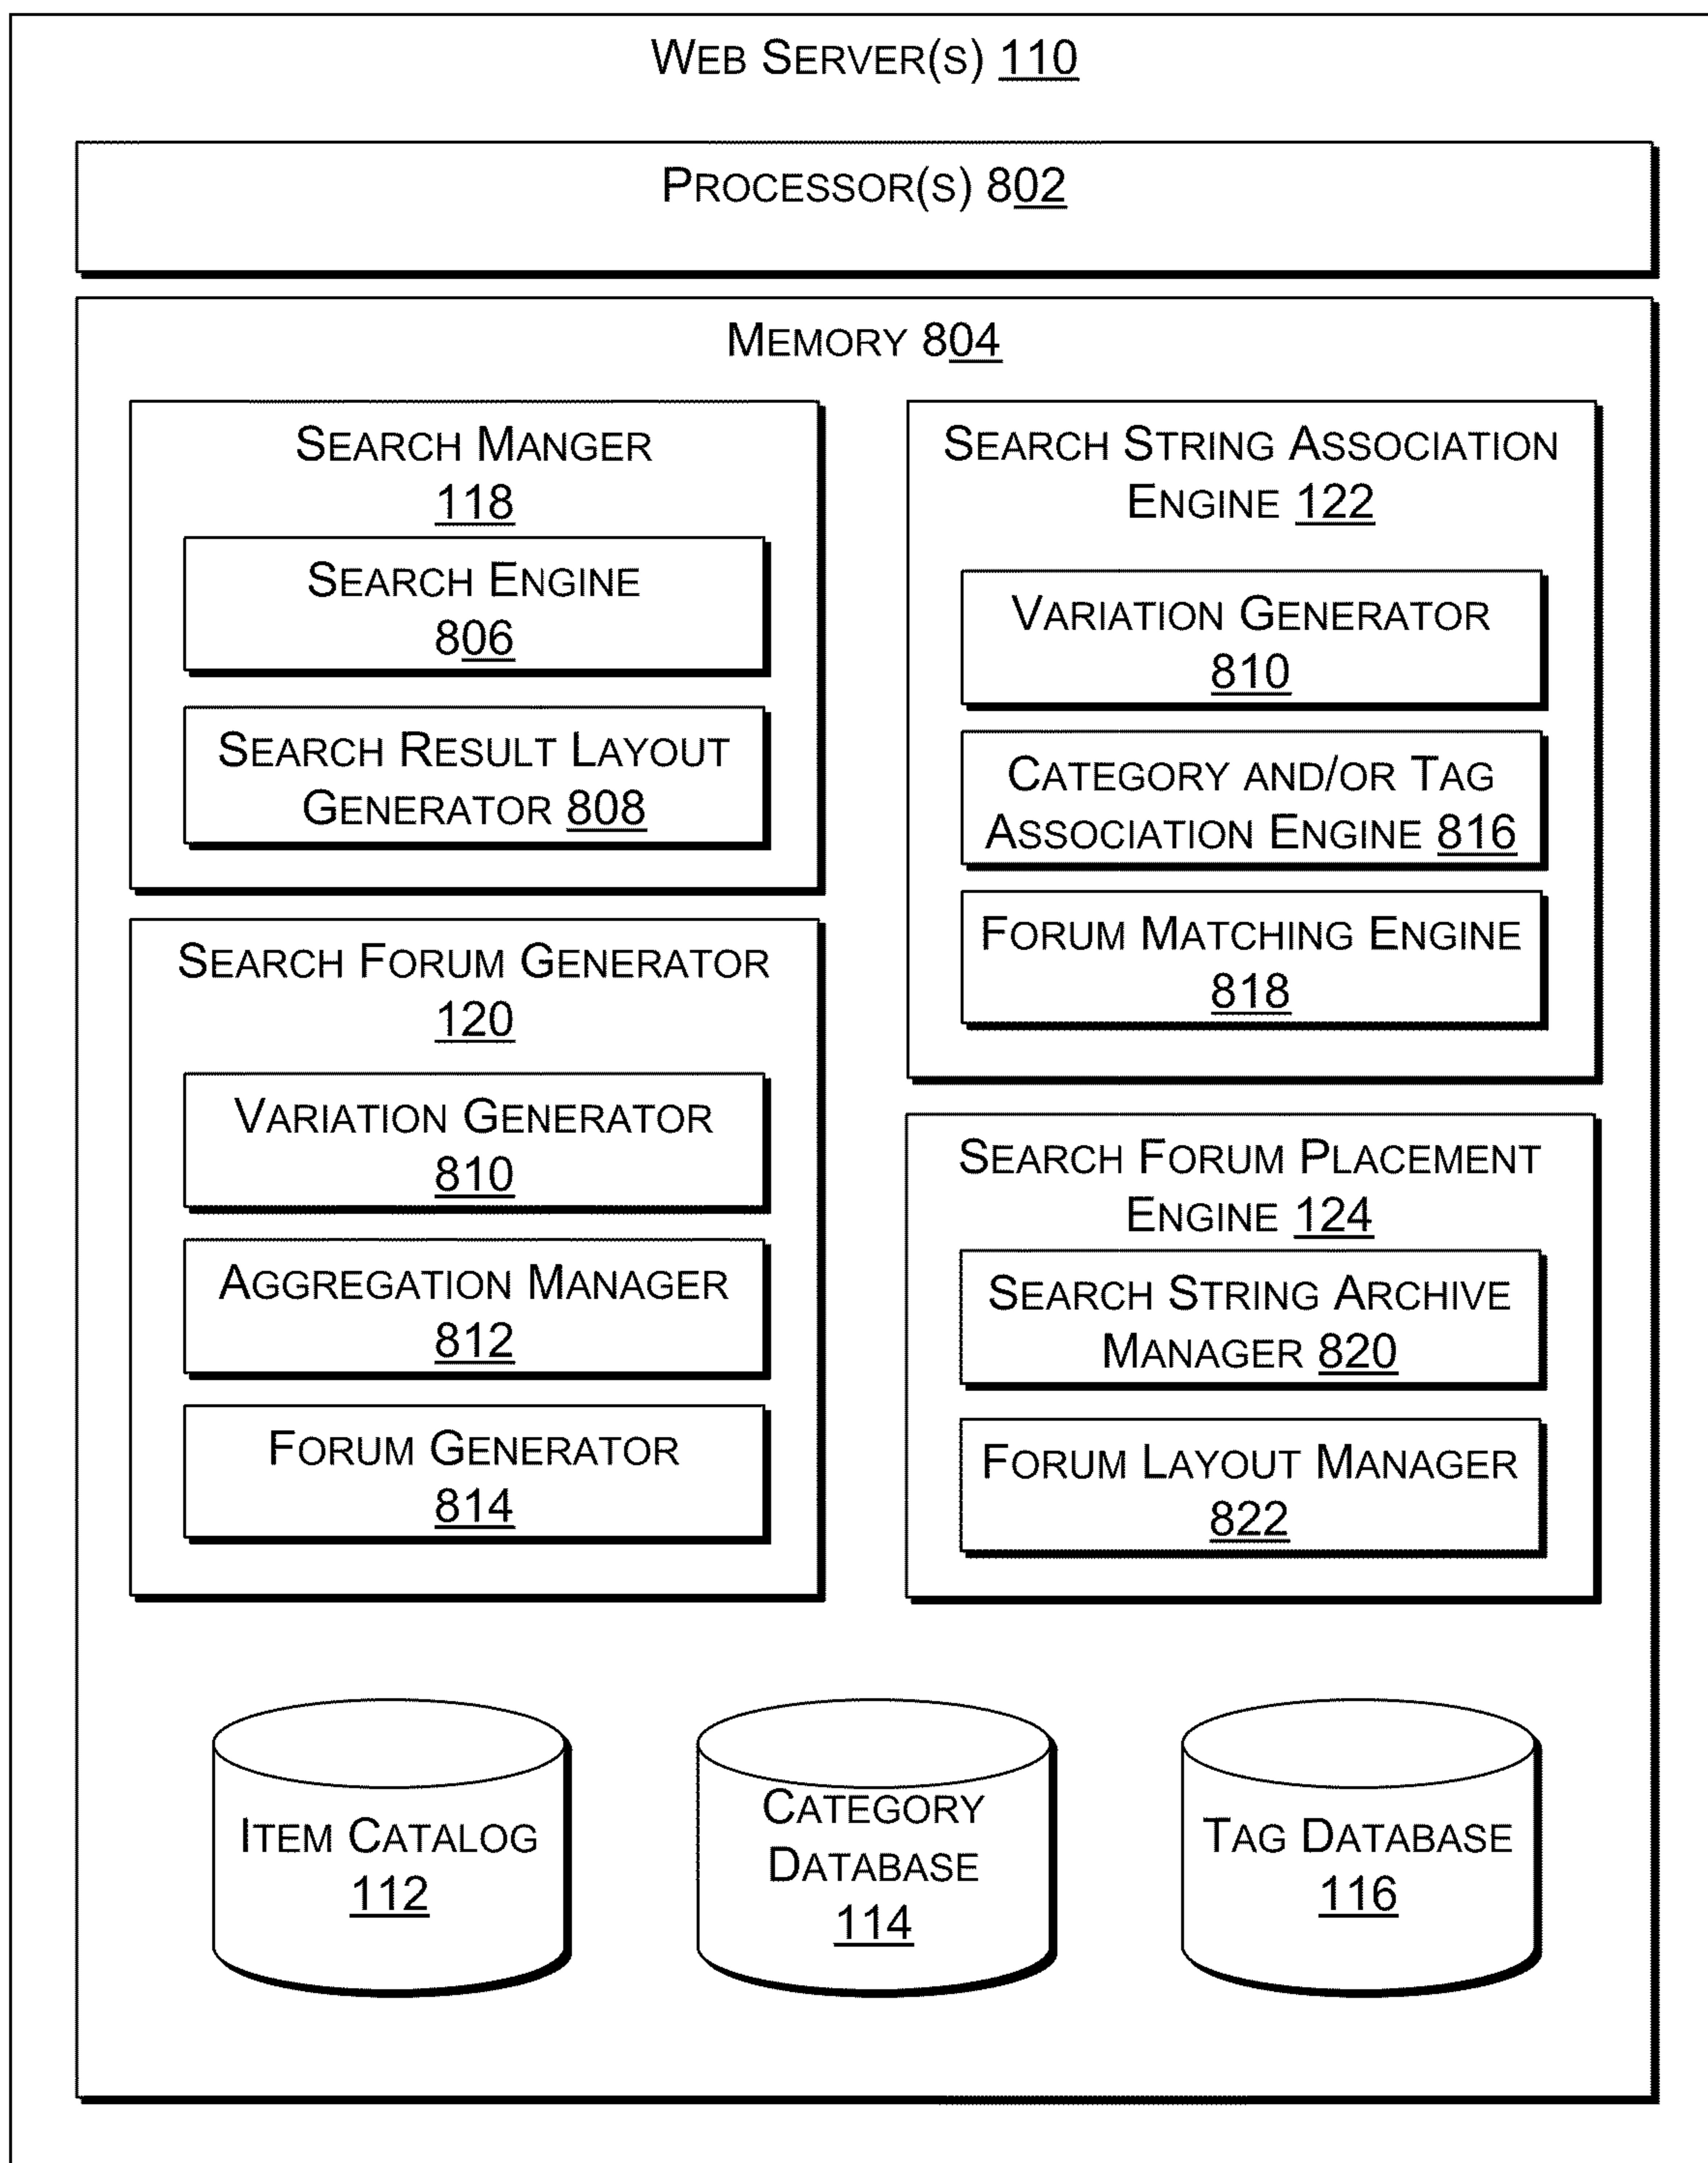 WEB SERVER(S) 110
PROCESSOR(S) 802
MEMORY 804
SEARCH MANGER
118
SEARCH ENGINE
806
SEARCH RESULT LAYOUT
GENERATOR 808
SEARCH FORUM GENERATOR
120
VARIATION GENERATOR
810
AGGREGATION MANAGER
812
FORUM GENERATOR
814
SEARCH STRING ASSOCIATION
ENGINE 122
VARIATION GENERATOR
810
CATEGORY AND/OR TAG
ASSOCIATION ENGINE 816
FORUM MATCHING ENGINE
818
SEARCH FORUM PLACEMENT
ENGINE 124
SEARCH STRING ARCHIVE
MANAGER 820
FORUM LAYOUT MANAGER
822
ITEM CATALOG
112
CATEGORY
DATABASE
114
TAG DATABASE
116